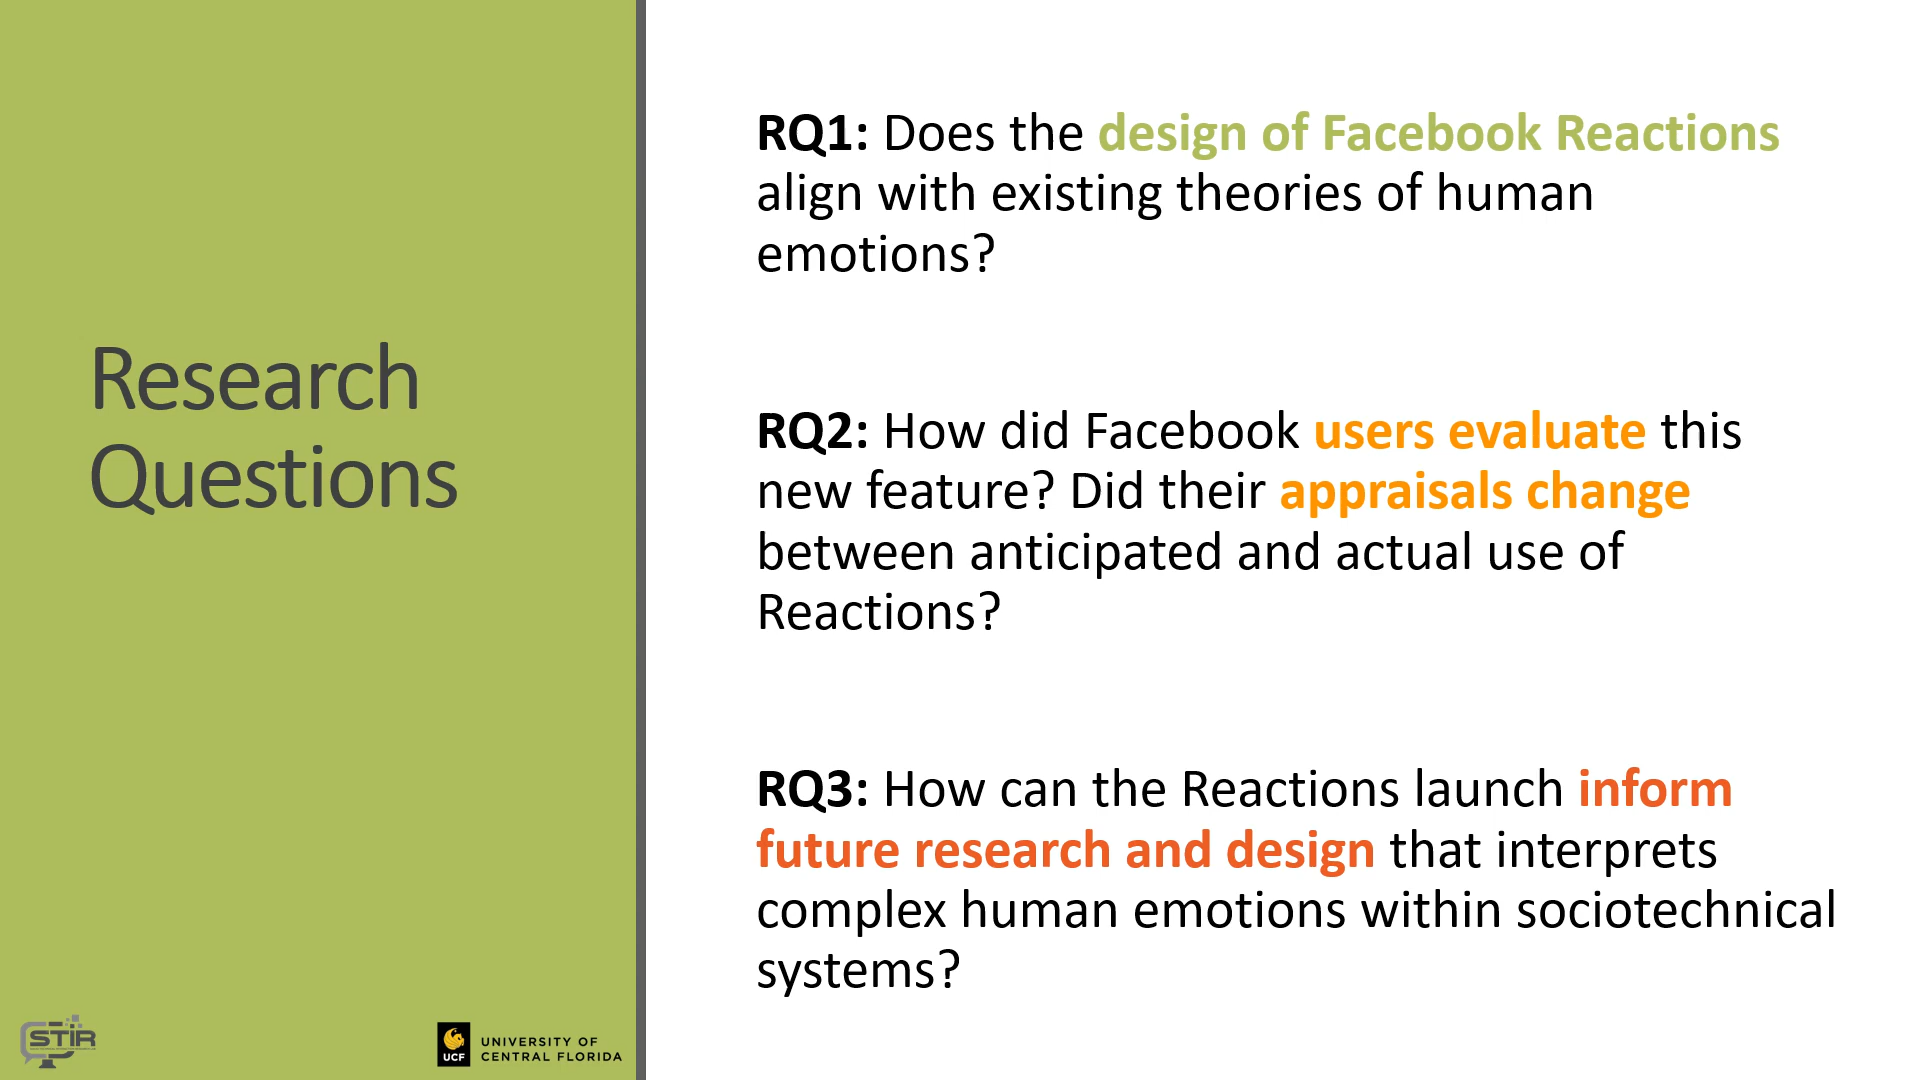 Research
Questions
RQ1: Does the design of Facebook Reactions
align with existing theories of human
emotions?
RQ2: How did Facebook users evaluate this
new feature? Did their appraisals change
between anticipated and actual use of
Reactions?
RQ3: How can the Reactions launch inform
future research and design that interprets
complex human emotions within sociotechnical
systems?
STIR
UCF
UNIVERSITY OF
CENTRAL FLORIDA